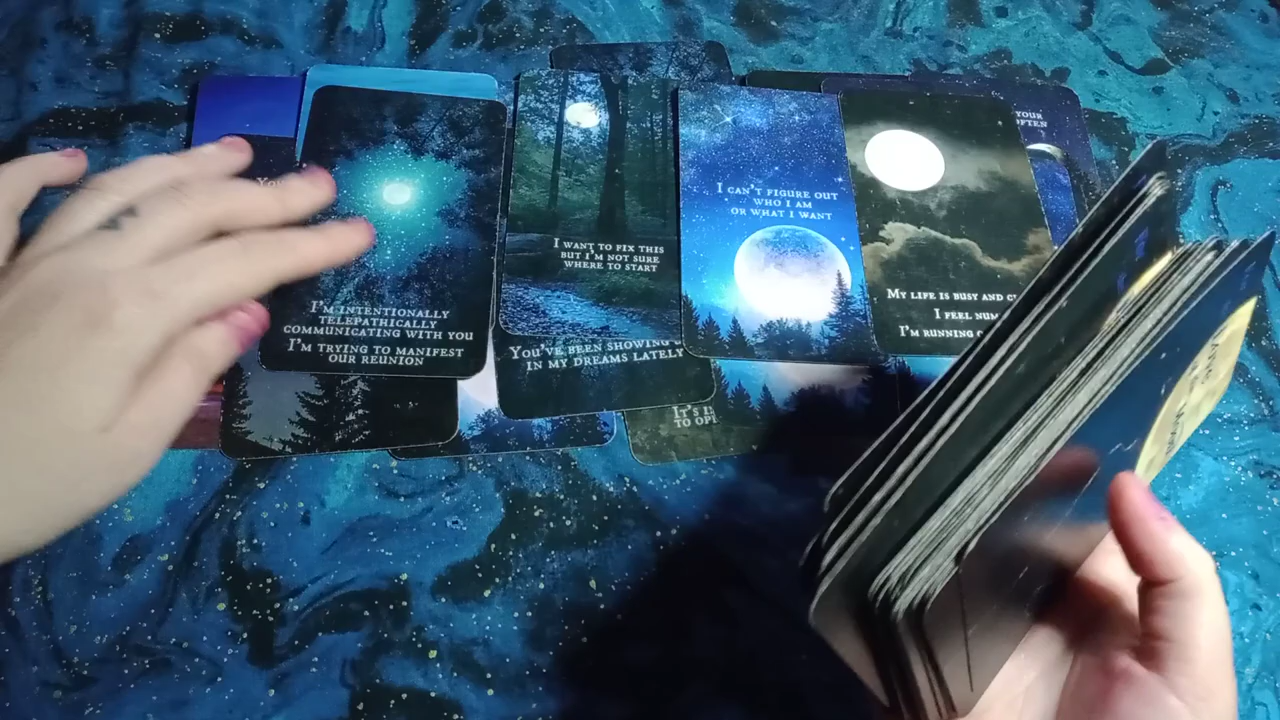 YOUR
OFTEN
You
I'm intentionally
telepathically
communicating with you
I'm trying to manifest
our reunion
I want to fix this
but I'm not sure
where to start
You've been showing
in my dreams lately
I can't figure out
who I am
or what I want
It's
to
My life is busy and
I feel
I'm running